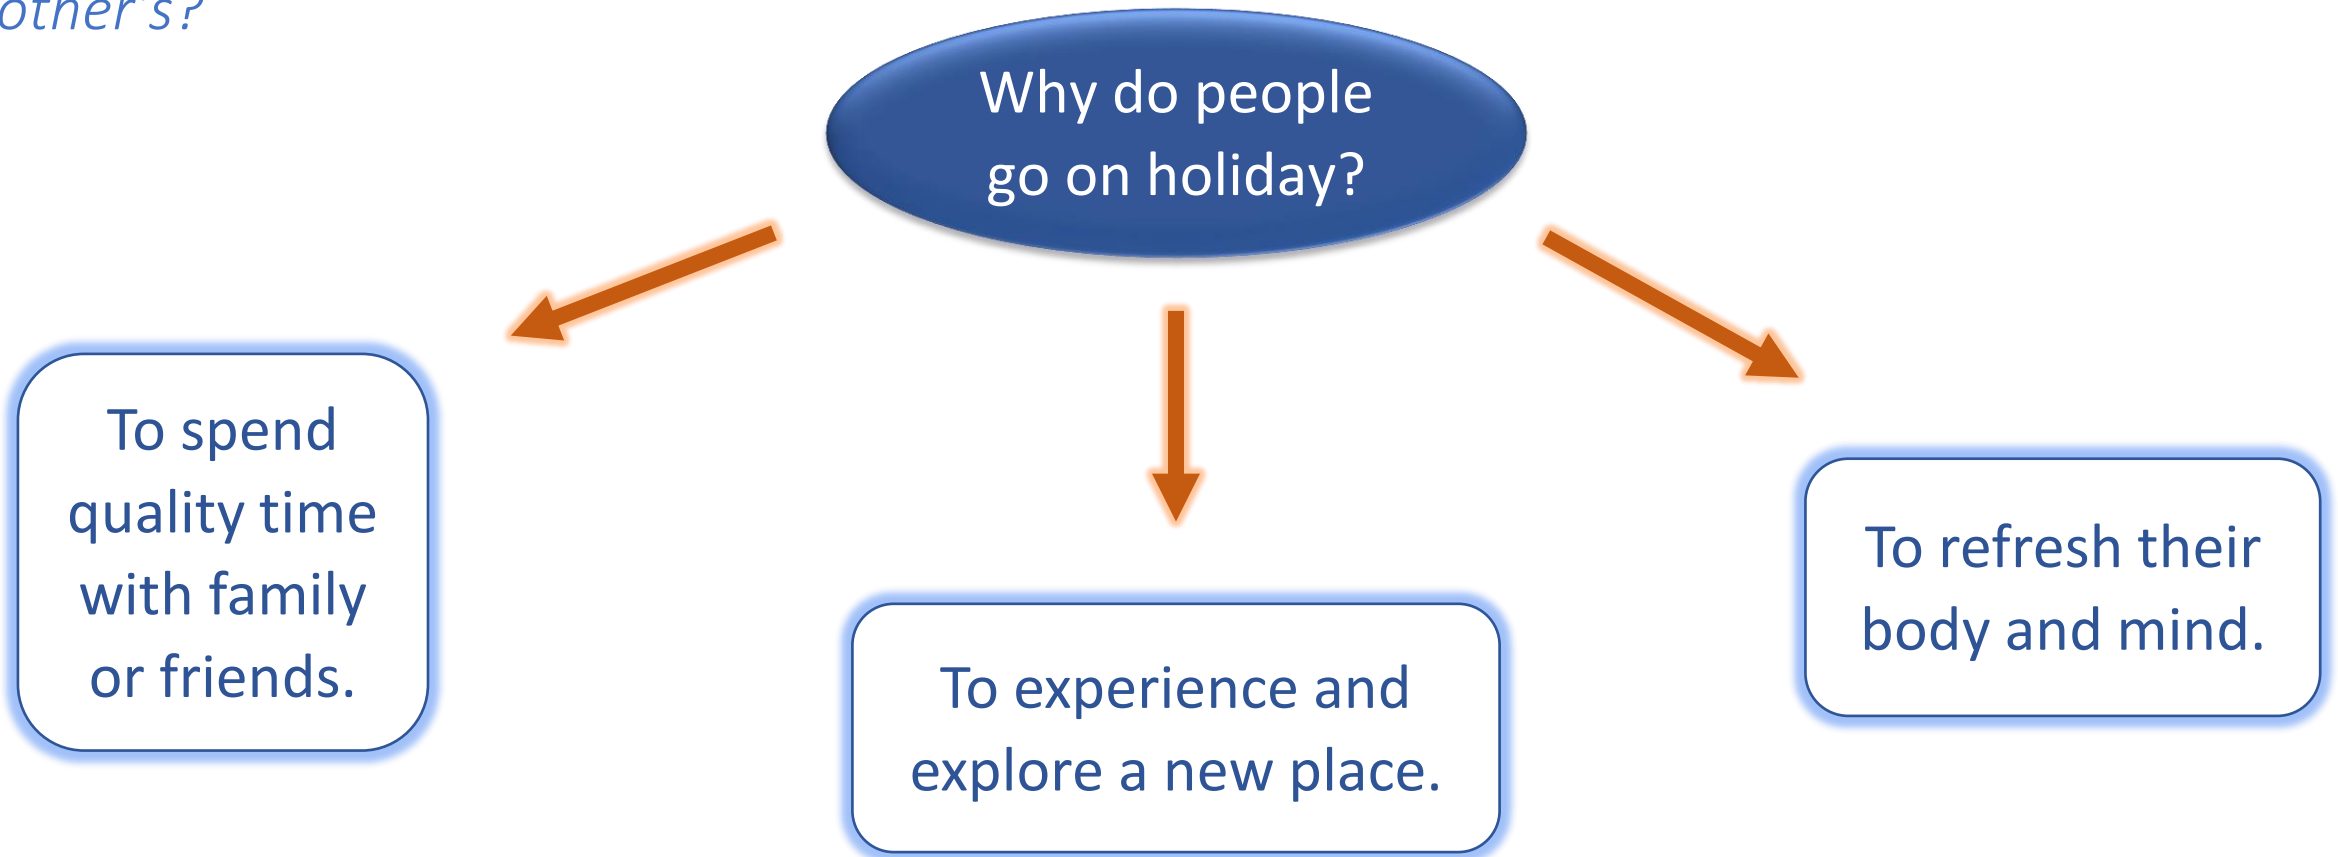 other's?
Why do people
go on holiday?
To spend
quality time
with family
or friends.
To experience and
explore a new place.
To refresh their
body and mind.